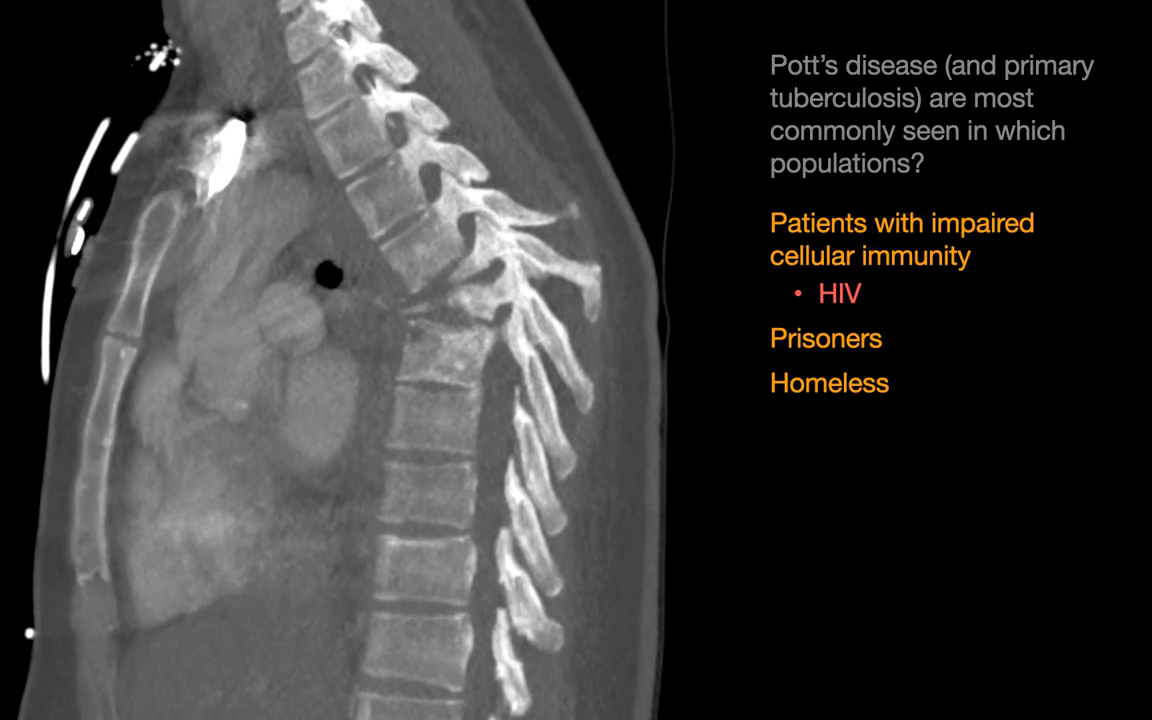 Pott’s disease (and primary
tuberculosis) are most
commonly seen in which
populations?
Patients with impaired
cellular immunity
• HIV
Prisoners
Homeless